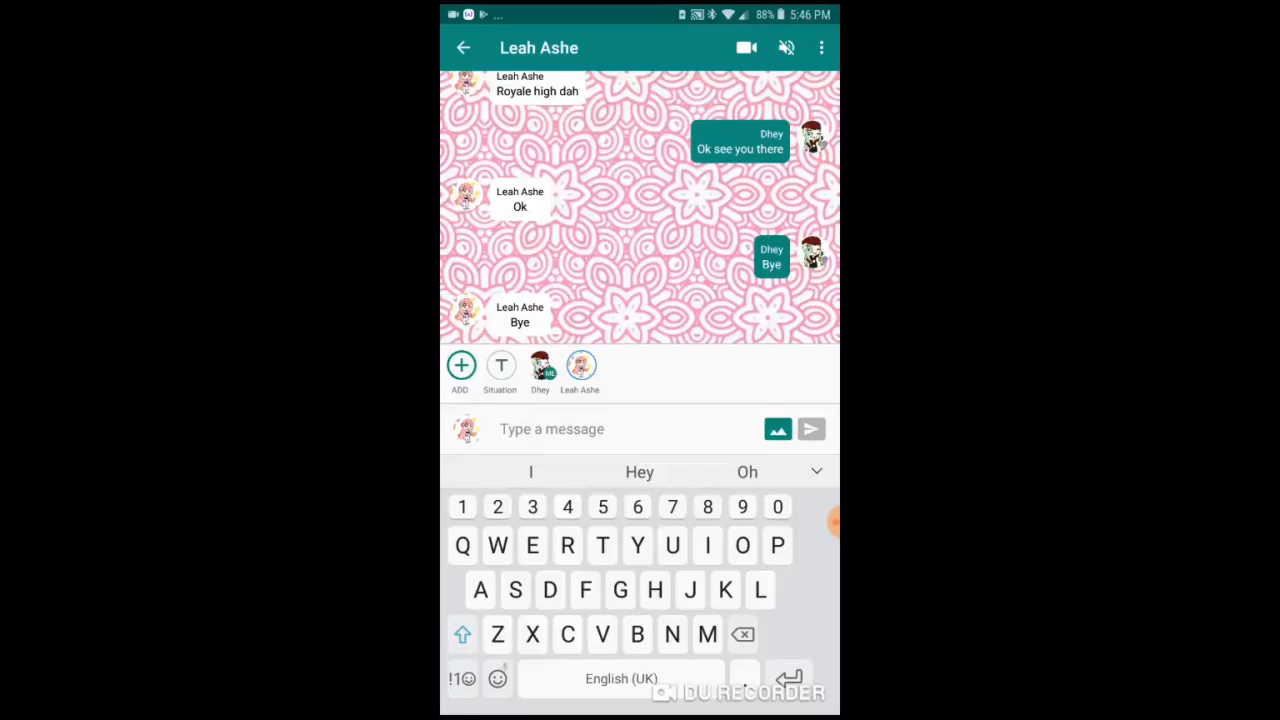 ... 88% 5:46 PM
Leah Ashe
Leah Ashe
Royale high dah
Dhey
Ok see you there
Leah Ashe
Ok
Dhey
Bye
Leah Ashe
Bye
T ME
ADD Situation Dhey Leah Ashe
Type a message
I Hey Oh
1 2 3 4 5 6 7 8 9 0
Q W E R T Y U I O P
A S D F G H J K L
Z X C V B N M
!1☺ English (UK) .
DU RECORDER